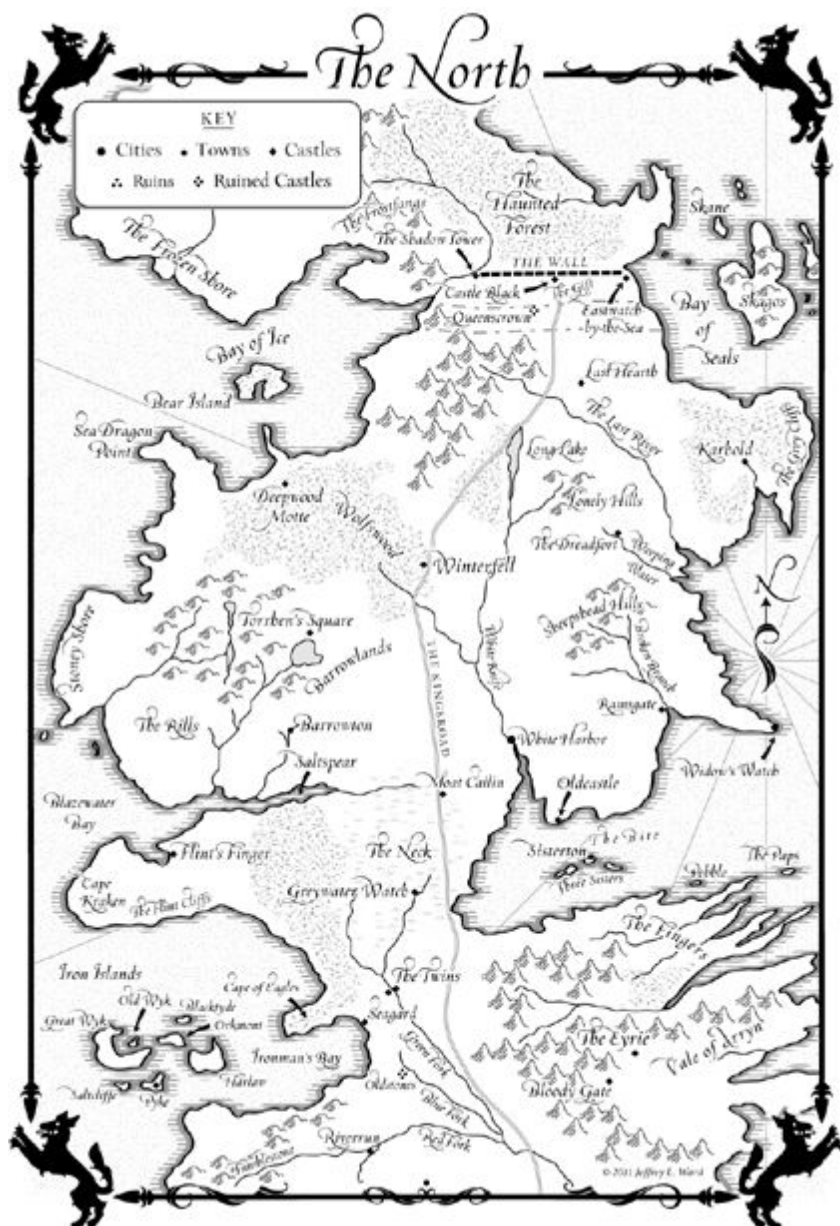 The North
KEY
Cities
Towns
Castles
Ruins
Ruined Castles
The Frozen Shore
The Frostfangs
The Haunted
Forest
The Shadow Tower
THE WALL
Castle Black
The Gift
Queenscrown
Eastwatch
-by-the-Sea
Skane
Skagos
Bay
of
Seals
Bay of Ice
Bear Island
Last Hearth
Sea Dragon
Point
The Last River
Karhold
The Grey Cliffs
Long Lake
Deepwood
Motte
Wolfswood
Lonely Hills
The Dreadfort
Weeping
Water
Winterfell
Stoney Shore
Torrhen's Square
Barrowlands
THE KINGSROAD
White Knife
Sheepshead Hills
Broken Branch
Ramsgate
The Rills
Barrowton
Saltspear
White Harbor
Widow's Watch
Moat Cailin
Oldcastle
Blazewater
Bay
Flint's Finger
The Neck
Sisterton
The Bite
Three Sisters
Pebble
The Paps
Cape
Kraken
The Flint Cliffs
Greywater Watch
The Fingers
Iron Islands
Cape of Eagles
The Twins
Old Wyk
Blacktyde
Great Wyk
Orkmont
Seagard
Ironman's Bay
Green Fork
The Eyrie
Vale of Arryn
Saltcliffe
Pyke
Harlaw
Oldstones
Blue Fork
Bloody Gate
Tumblestone
Riverrun
Red Fork
© 2011 Jeffrey L. Ward